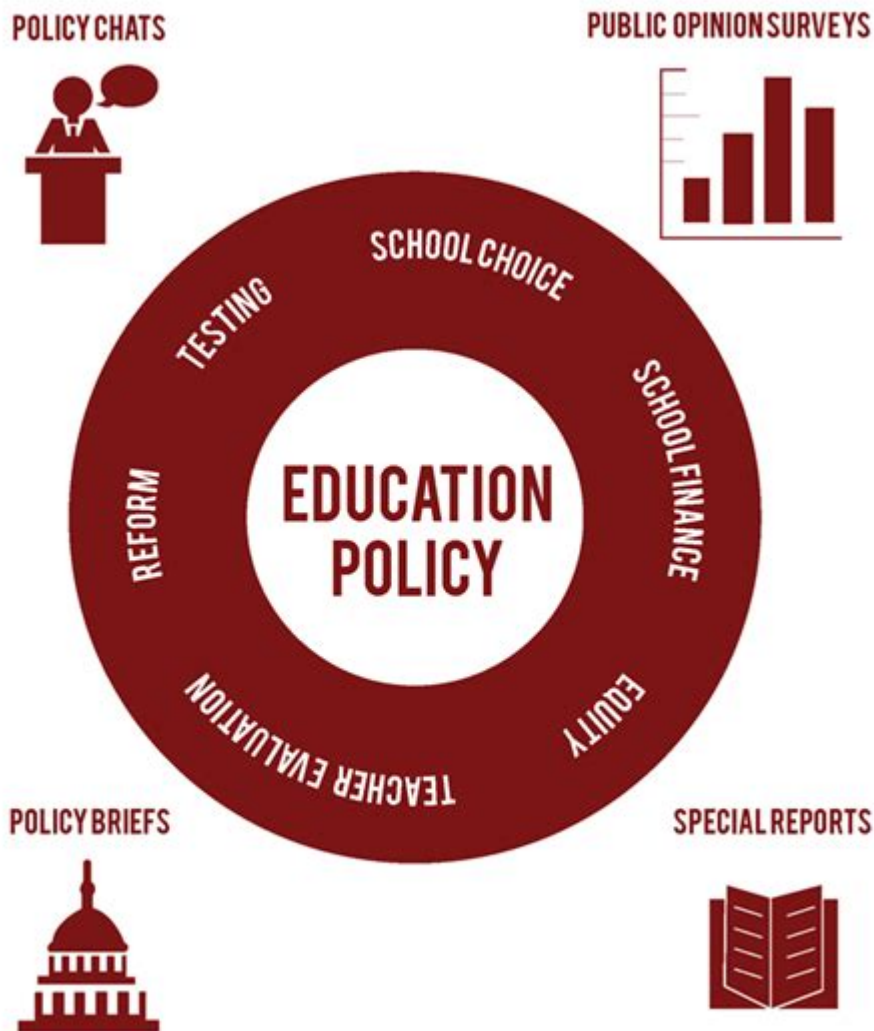 POLICY CHATS
PUBLIC OPINION SURVEYS
SCHOOL CHOICE
TESTING
SCHOOL FINANCE
REFORM
EDUCATION
POLICY
EQUITY
TEACHER EVALUATION
POLICY BRIEFS
SPECIAL REPORTS